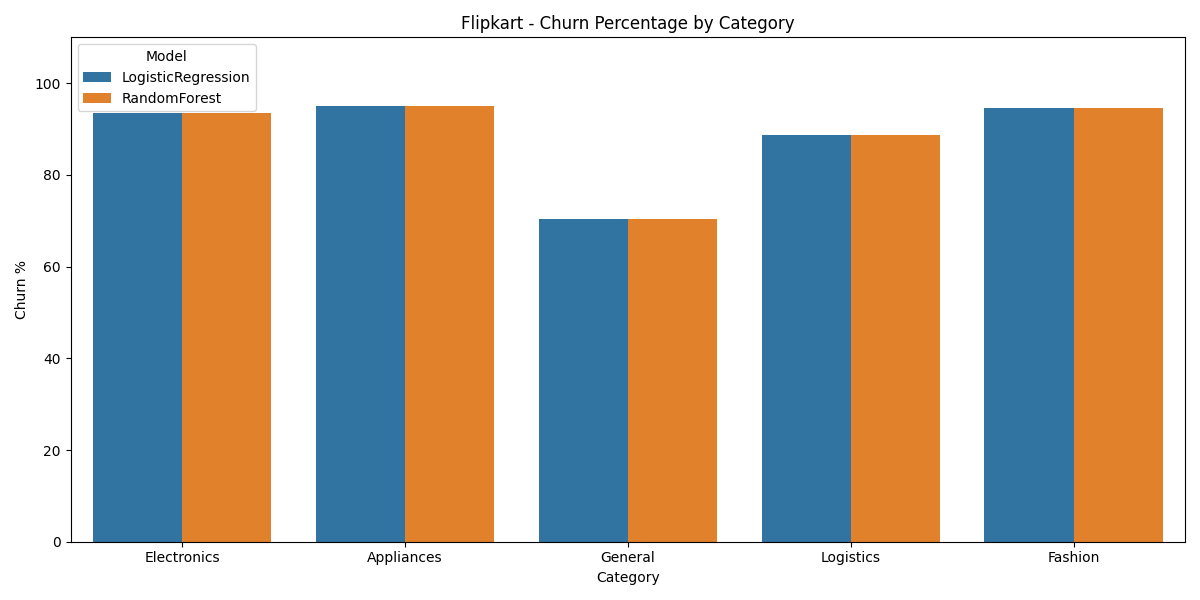 Flipkart - Churn Percentage by Category
Model
LogisticRegression
RandomForest
Churn %
100
80
60
40
20
0
Electronics Appliances General Logistics Fashion
Category